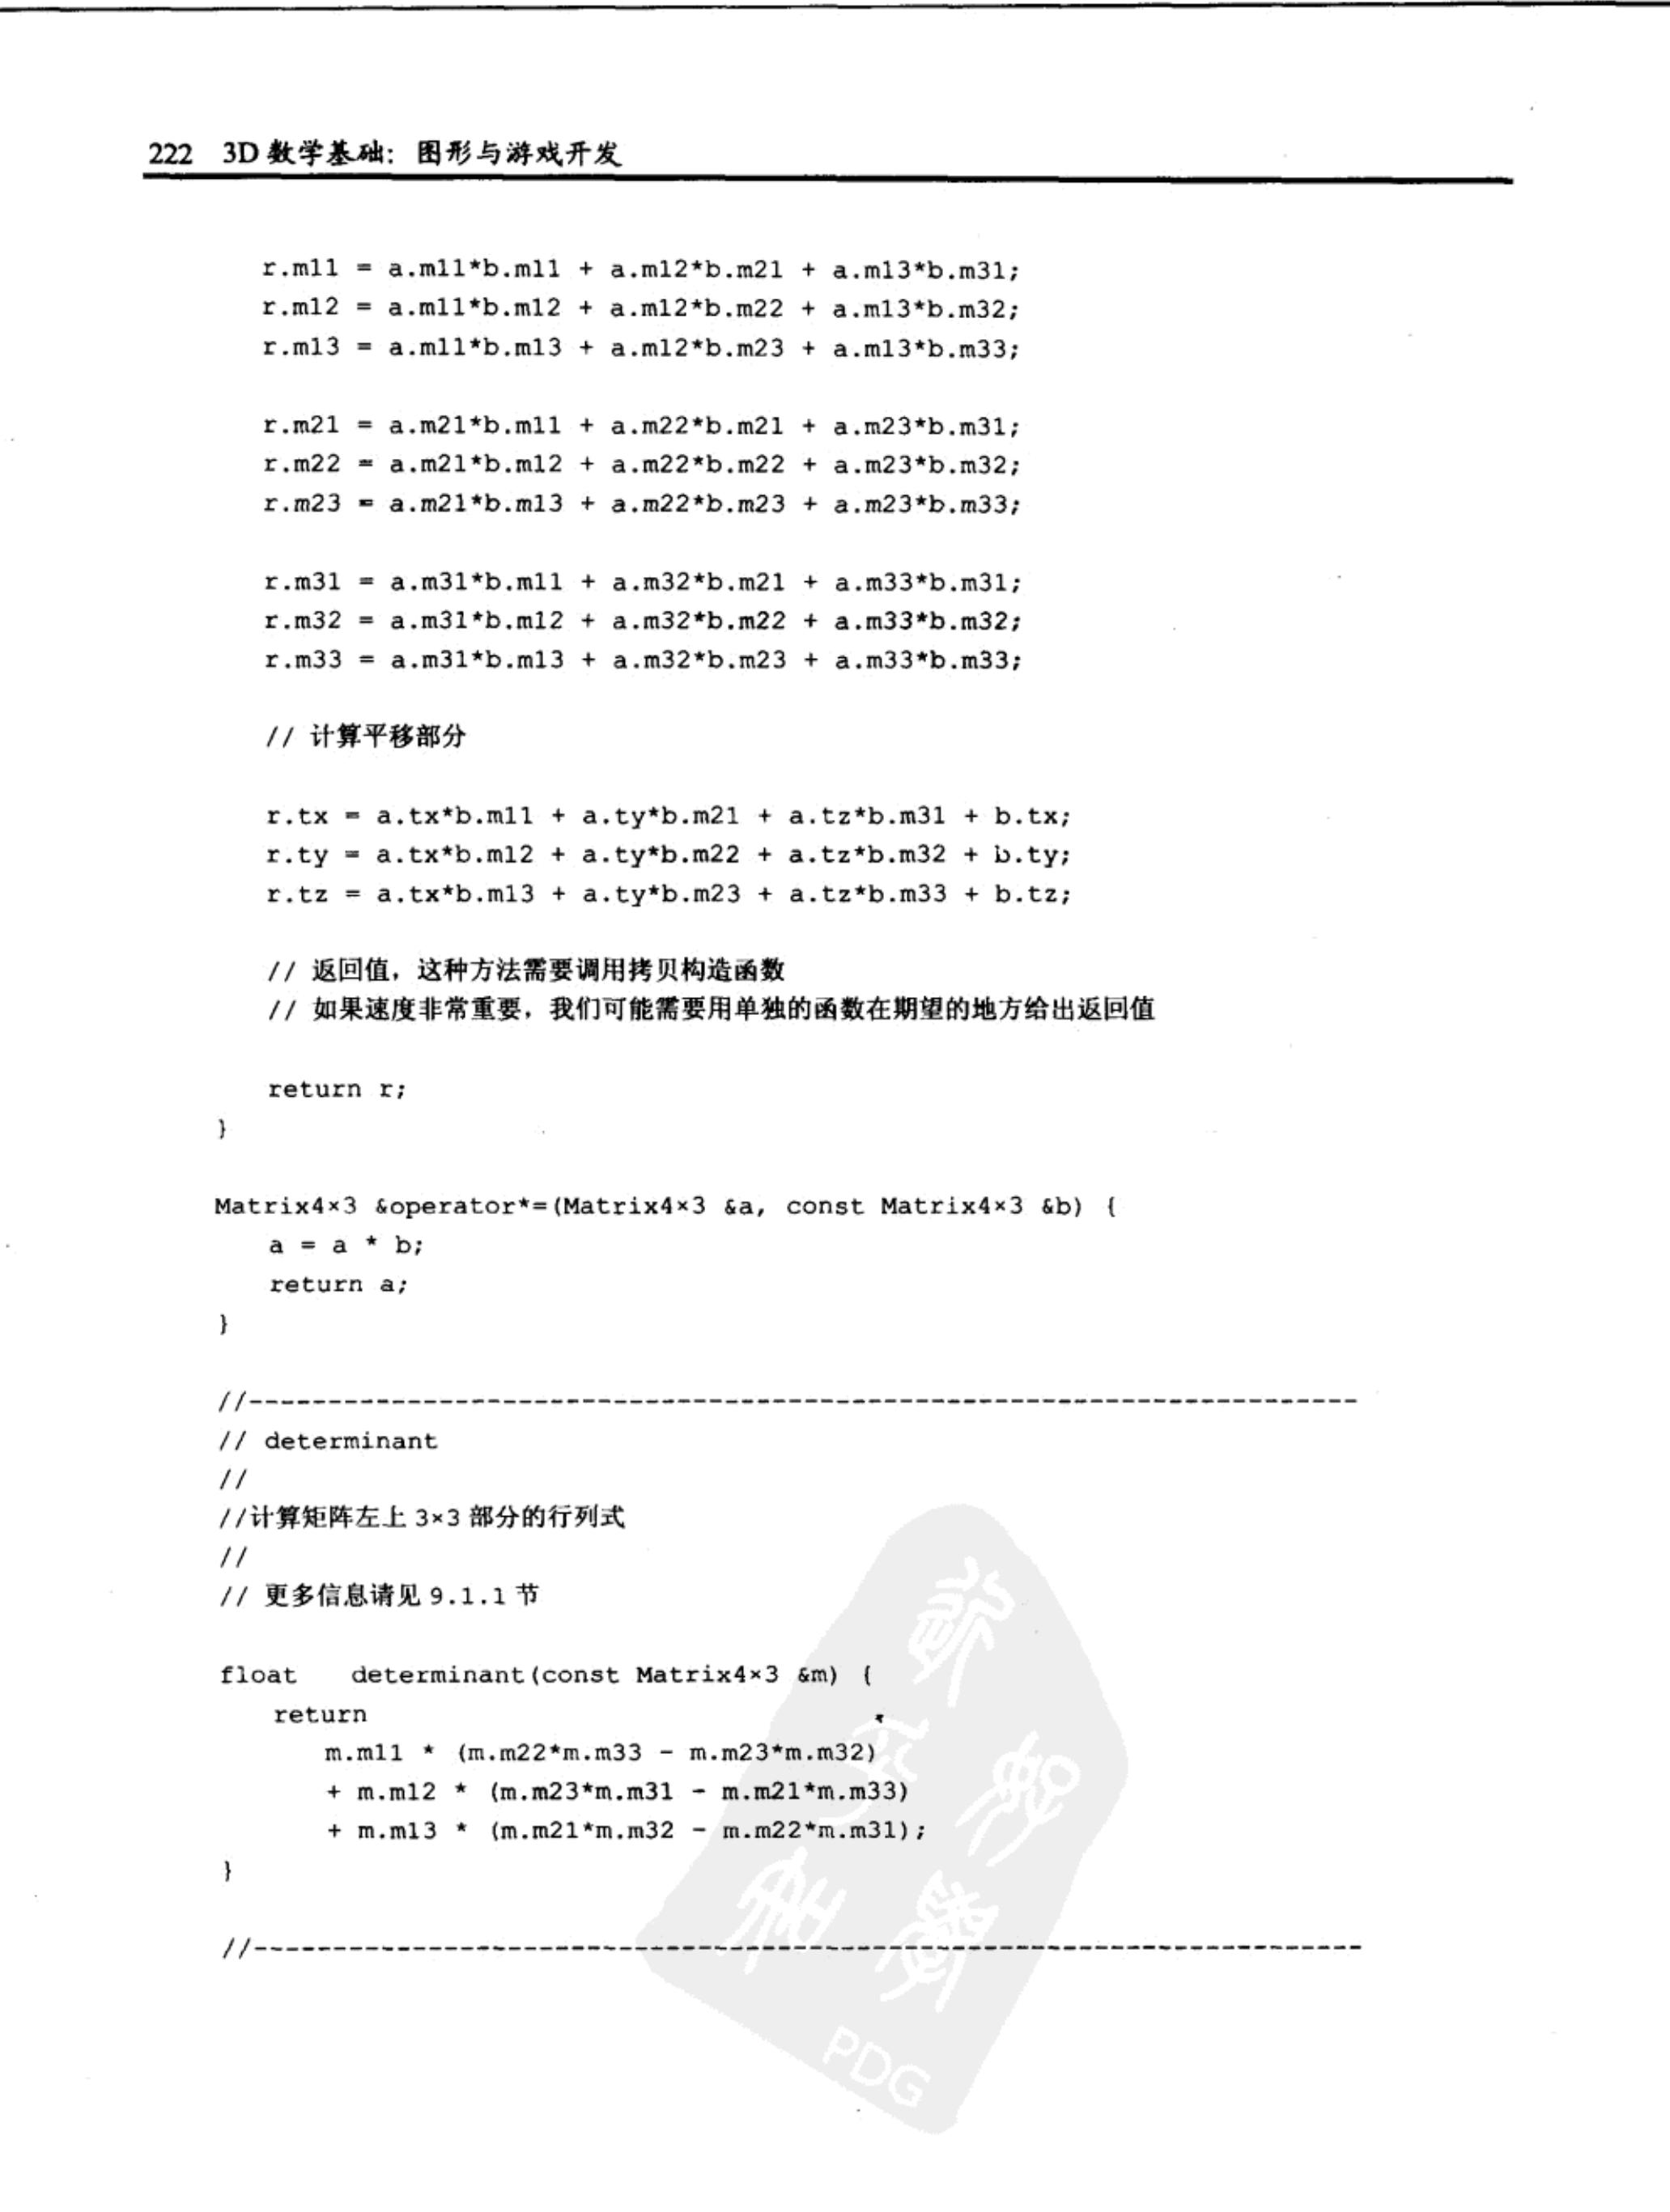 222 3D 数学基础：图形与游戏开发
r.m11 = a.m11*b.m11 + a.m12*b.m21 + a.m13*b.m31;
r.m12 = a.m11*b.m12 + a.m12*b.m22 + a.m13*b.m32;
r.m13 = a.m11*b.m13 + a.m12*b.m23 + a.m13*b.m33;
r.m21 = a.m21*b.m11 + a.m22*b.m21 + a.m23*b.m31;
r.m22 = a.m21*b.m12 + a.m22*b.m22 + a.m23*b.m32;
r.m23 = a.m21*b.m13 + a.m22*b.m23 + a.m23*b.m33;
r.m31 = a.m31*b.m11 + a.m32*b.m21 + a.m33*b.m31;
r.m32 = a.m31*b.m12 + a.m32*b.m22 + a.m33*b.m32;
r.m33 = a.m31*b.m13 + a.m32*b.m23 + a.m33*b.m33;
// 计算平移部分
r.tx = a.tx*b.m11 + a.ty*b.m21 + a.tz*b.m31 + b.tx;
r.ty = a.tx*b.m12 + a.ty*b.m22 + a.tz*b.m32 + b.ty;
r.tz = a.tx*b.m13 + a.ty*b.m23 + a.tz*b.m33 + b.tz;
// 返回值，这种方法需要调用拷贝构造函数
// 如果速度非常重要，我们可能需要用单独的函数在期望的地方给出返回值
return r;
}
Matrix4×3 &operator*=(Matrix4×3 &a, const Matrix4×3 &b) {
a = a * b;
return a;
}
//----------------------------------------------------------------------
// determinant
//
//计算矩阵左上 3×3 部分的行列式
//
// 更多信息请见 9.1.1 节
float determinant(const Matrix4×3 &m) {
return
m.m11 * (m.m22*m.m33 - m.m23*m.m32)
+ m.m12 * (m.m23*m.m31 - m.m21*m.m33)
+ m.m13 * (m.m21*m.m32 - m.m22*m.m31);
}
//----------------------------------------------------------------------
PDG